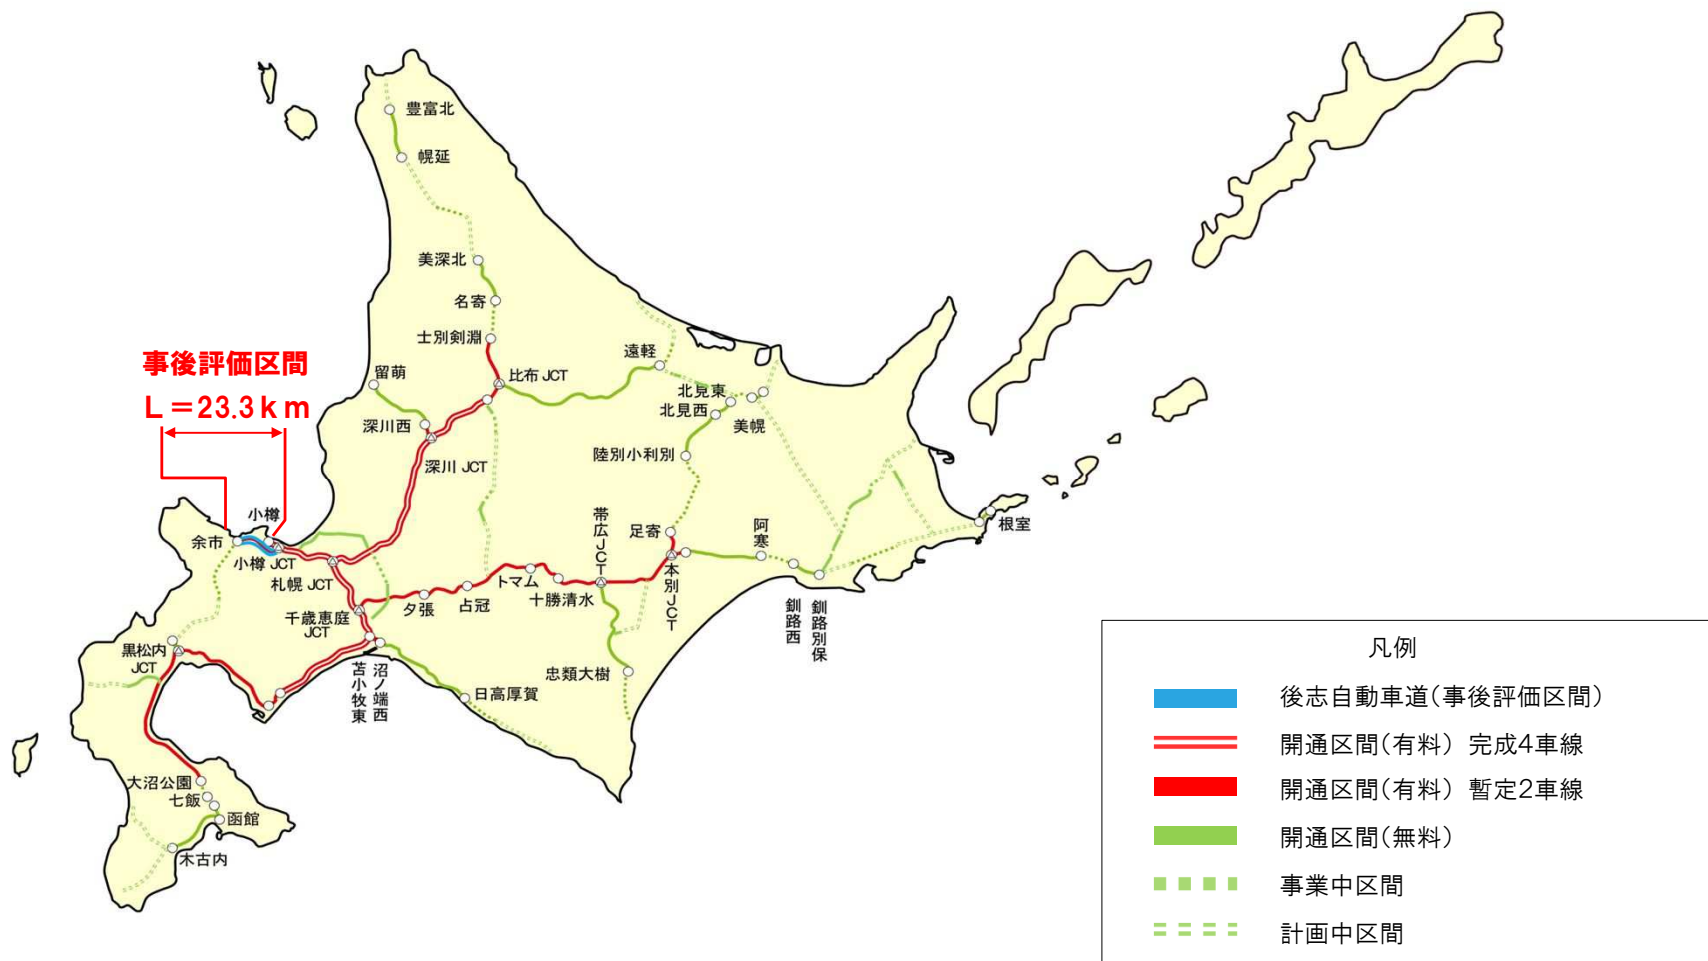 豊富北
幌延
美深北
名寄
士別剣淵
比布 JCT
遠軽
北見東
北見西
美幌
事後評価区間
L=23.3km
留萌
深川西
深川 JCT
陸別小利別
小樽
余市
小樽 JCT
札幌 JCT
帯広JCT
足寄
本別JCT
阿寒
根室
トマム
十勝清水
夕張
占冠
千歳恵庭
JCT
釧路西
釧路別保
黒松内
JCT
苫小牧東
沼ノ端西
日高厚賀
忠類大樹
大沼公園
七飯
函館
木古内
凡例
後志自動車道(事後評価区間)
開通区間(有料) 完成4車線
開通区間(有料) 暫定2車線
開通区間(無料)
事業中区間
計画中区間